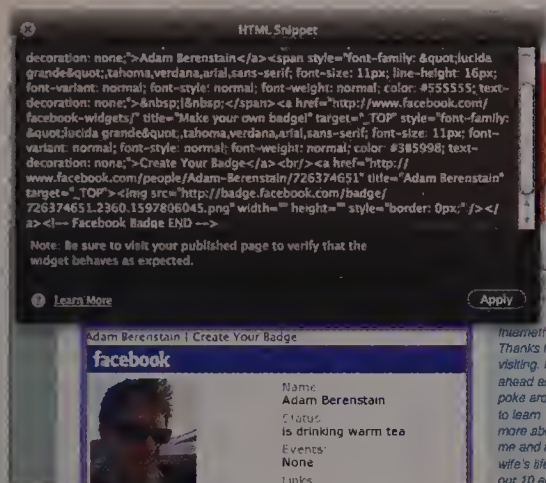 HTML Snippet
decoration: none;">Adam Berenstain</a><span style="font-family: &quot;lucida
grande&quot;,tahoma,verdana,arial,sans-serif; font-size: 11px; line-height: 16px;
font-variant: normal; font-style: normal; font-weight: normal; color: #555555; text-
decoration: none;">&nbsp;|&nbsp;</span><a href="http://www.facebook.com/
facebook-widgets/" title="Make your own badge!" target="_TOP" style="font-family:
&quot;lucida grande&quot;,tahoma,verdana,arial,sans-serif; font-size: 11px; font-
variant: normal; font-style: normal; font-weight: normal; color: #3B5998; text-
decoration: none;">Create Your Badge</a><br/><a href="http://
www.facebook.com/people/Adam-Berenstain/726374651" title="Adam Berenstain"
target="_TOP"><img src="http://badge.facebook.com/badge/
726374651.2360.1597806045.png" width="" height="" style="border: 0px;" /></
a><!-- Facebook Badge END -->
Note: Be sure to visit your published page to verify that the
widget behaves as expected.
? Learn More
Apply
Adam Berenstain | Create Your Badge
facebook
Name:
Adam Berenstain
Status:
is drinking warm tea
Events:
None
Links
Thanks
visiting.
ahead
poke
to learn
more
me and
wife's
our 10